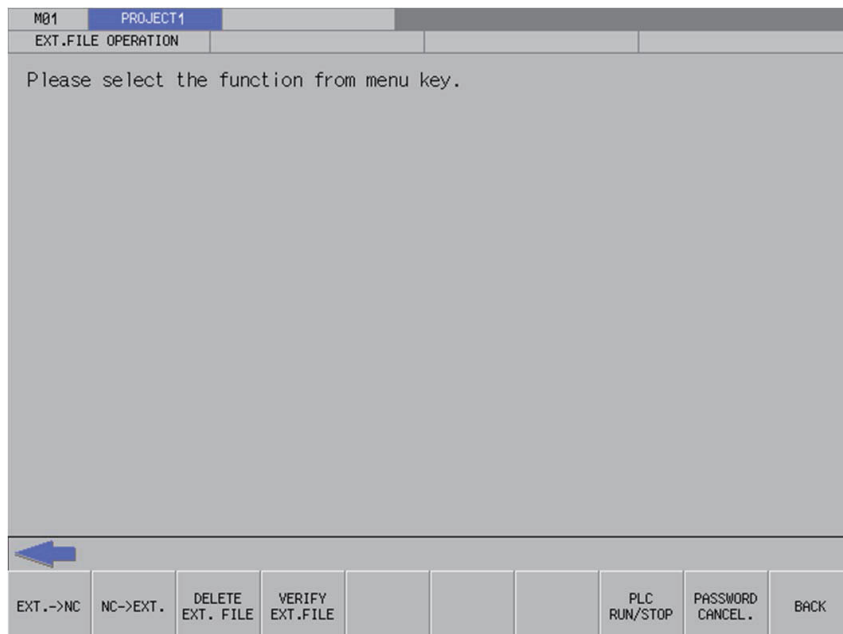 M01 PROJECT1
EXT.FILE OPERATION
Please select the function from menu key.
EXT.->NC NC->EXT. DELETE EXT. FILE VERIFY EXT.FILE PLC RUN/STOP PASSWORD CANCEL. BACK